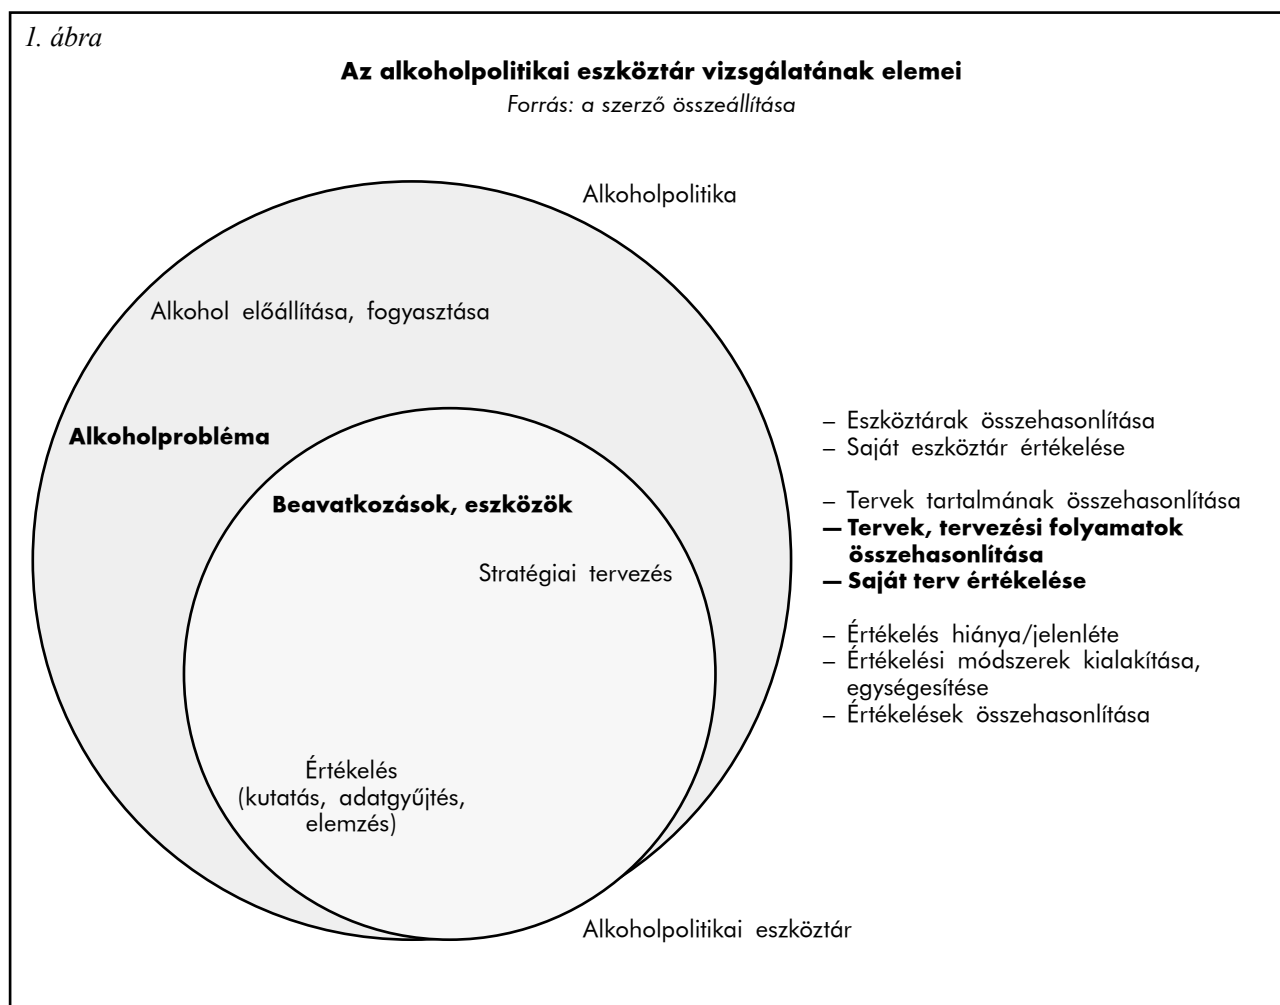 1. ábra
Az alkoholpolitikai eszköztár vizsgálatának elemei
Forrás: a szerző összeállítása
Alkoholpolitika
Alkohol előállítása, fogyasztása
Alkoholprobléma
Beavatkozások, eszközök
Stratégiai tervezés
Értékelés
(kutatás, adatgyűjtés,
elemzés)
– Eszköztárak összehasonlítása
– Saját eszköztár értékelése
– Tervek tartalmának összehasonlítása
— Tervek, tervezési folyamatok
összehasonlítása
— Saját terv értékelése
– Értékelés hiánya/jelenléte
– Értékelési módszerek kialakítása,
egységesítése
– Értékelések összehasonlítása
Alkoholpolitikai eszköztár